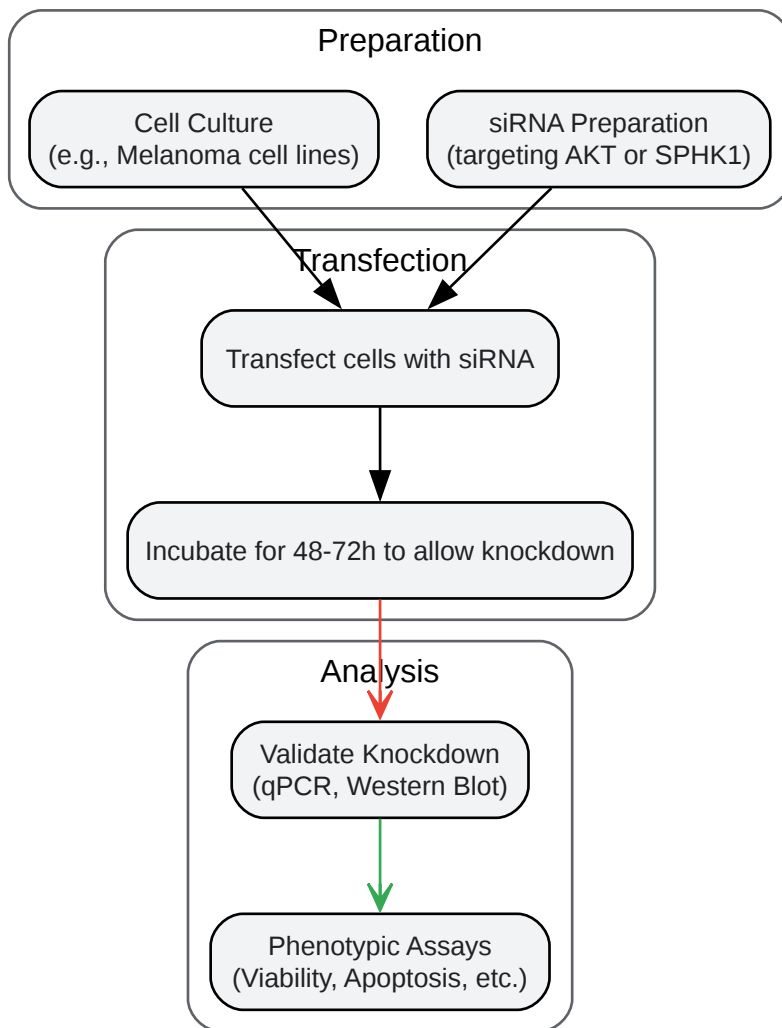 Preparation
Cell Culture
(e.g., Melanoma cell lines)
siRNA Preparation
(targeting AKT or SPHK1)
Transfection
Transfect cells with siRNA
Incubate for 48-72h to allow knockdown
Analysis
Validate Knockdown
(qPCR, Western Blot)
Phenotypic Assays
(Viability, Apoptosis, etc.)